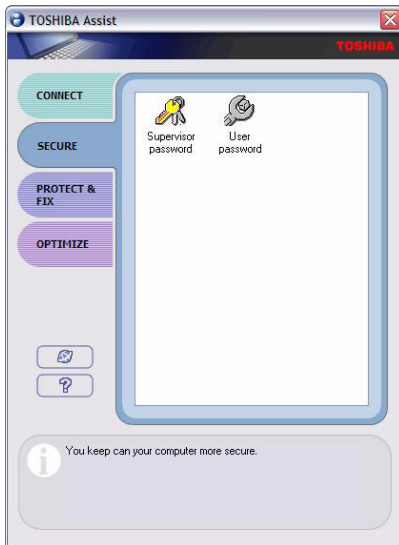 TOSHIBA Assist
TOSHIBA
CONNECT
SECURE
PROTECT &
FIX
OPTIMIZE
Supervisor
password
User
password
?
i
You keep can your computer more secure.